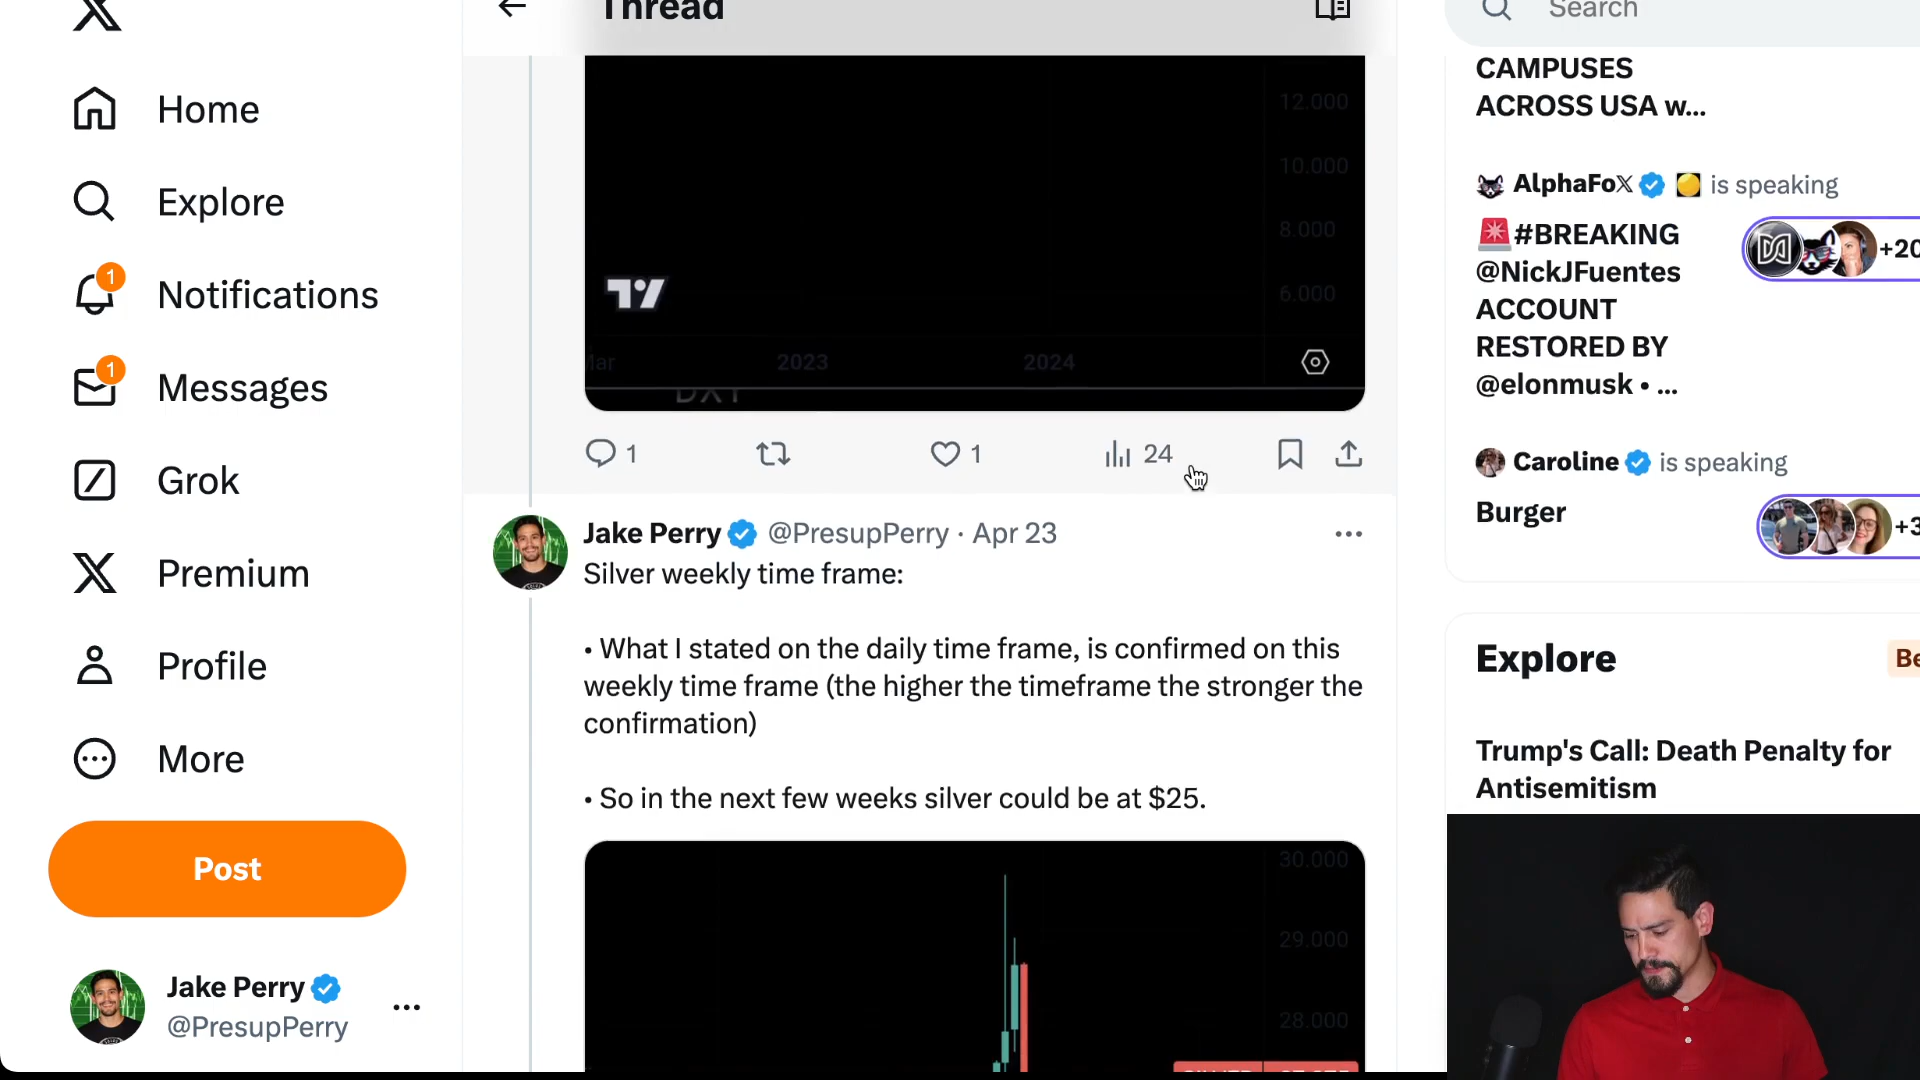 Thread
Search
Home
Explore
Notifications
1
Messages
1
Grok
Premium
Profile
More
Post
Jake Perry
@PresupPerry
12.000
10.000
8.000
6.000
2023
2024
DXY
1
1
24
Jake Perry @PresupPerry · Apr 23
Silver weekly time frame:
• What I stated on the daily time frame, is confirmed on this
weekly time frame (the higher the timeframe the stronger the
confirmation)
• So in the next few weeks silver could be at $25.
30.000
29.000
28.000
CAMPUSES
ACROSS USA w...
AlphaFoX is speaking
🚨#BREAKING
@NickJFuentes
ACCOUNT
RESTORED BY
@elonmusk • ...
+20
Caroline is speaking
Burger
+3
Explore
Be
Trump's Call: Death Penalty for
Antisemitism